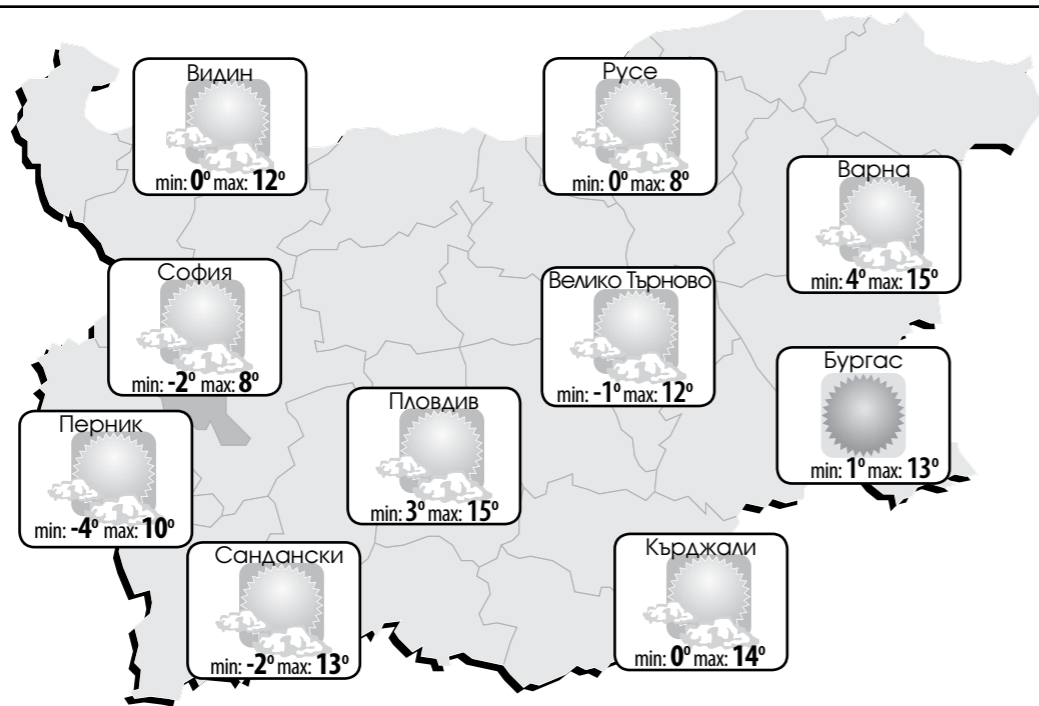 Видин
min: 0° max: 12°
Русе
min: 0° max: 8°
Варна
min: 4° max: 15°
София
min: -2° max: 8°
Велико Търново
min: -1° max: 12°
Бургас
min: 1° max: 13°
Перник
min: -4° max: 10°
Пловдив
min: 3° max: 15°
Сандански
min: -2° max: 13°
Кърджали
min: 0° max: 14°